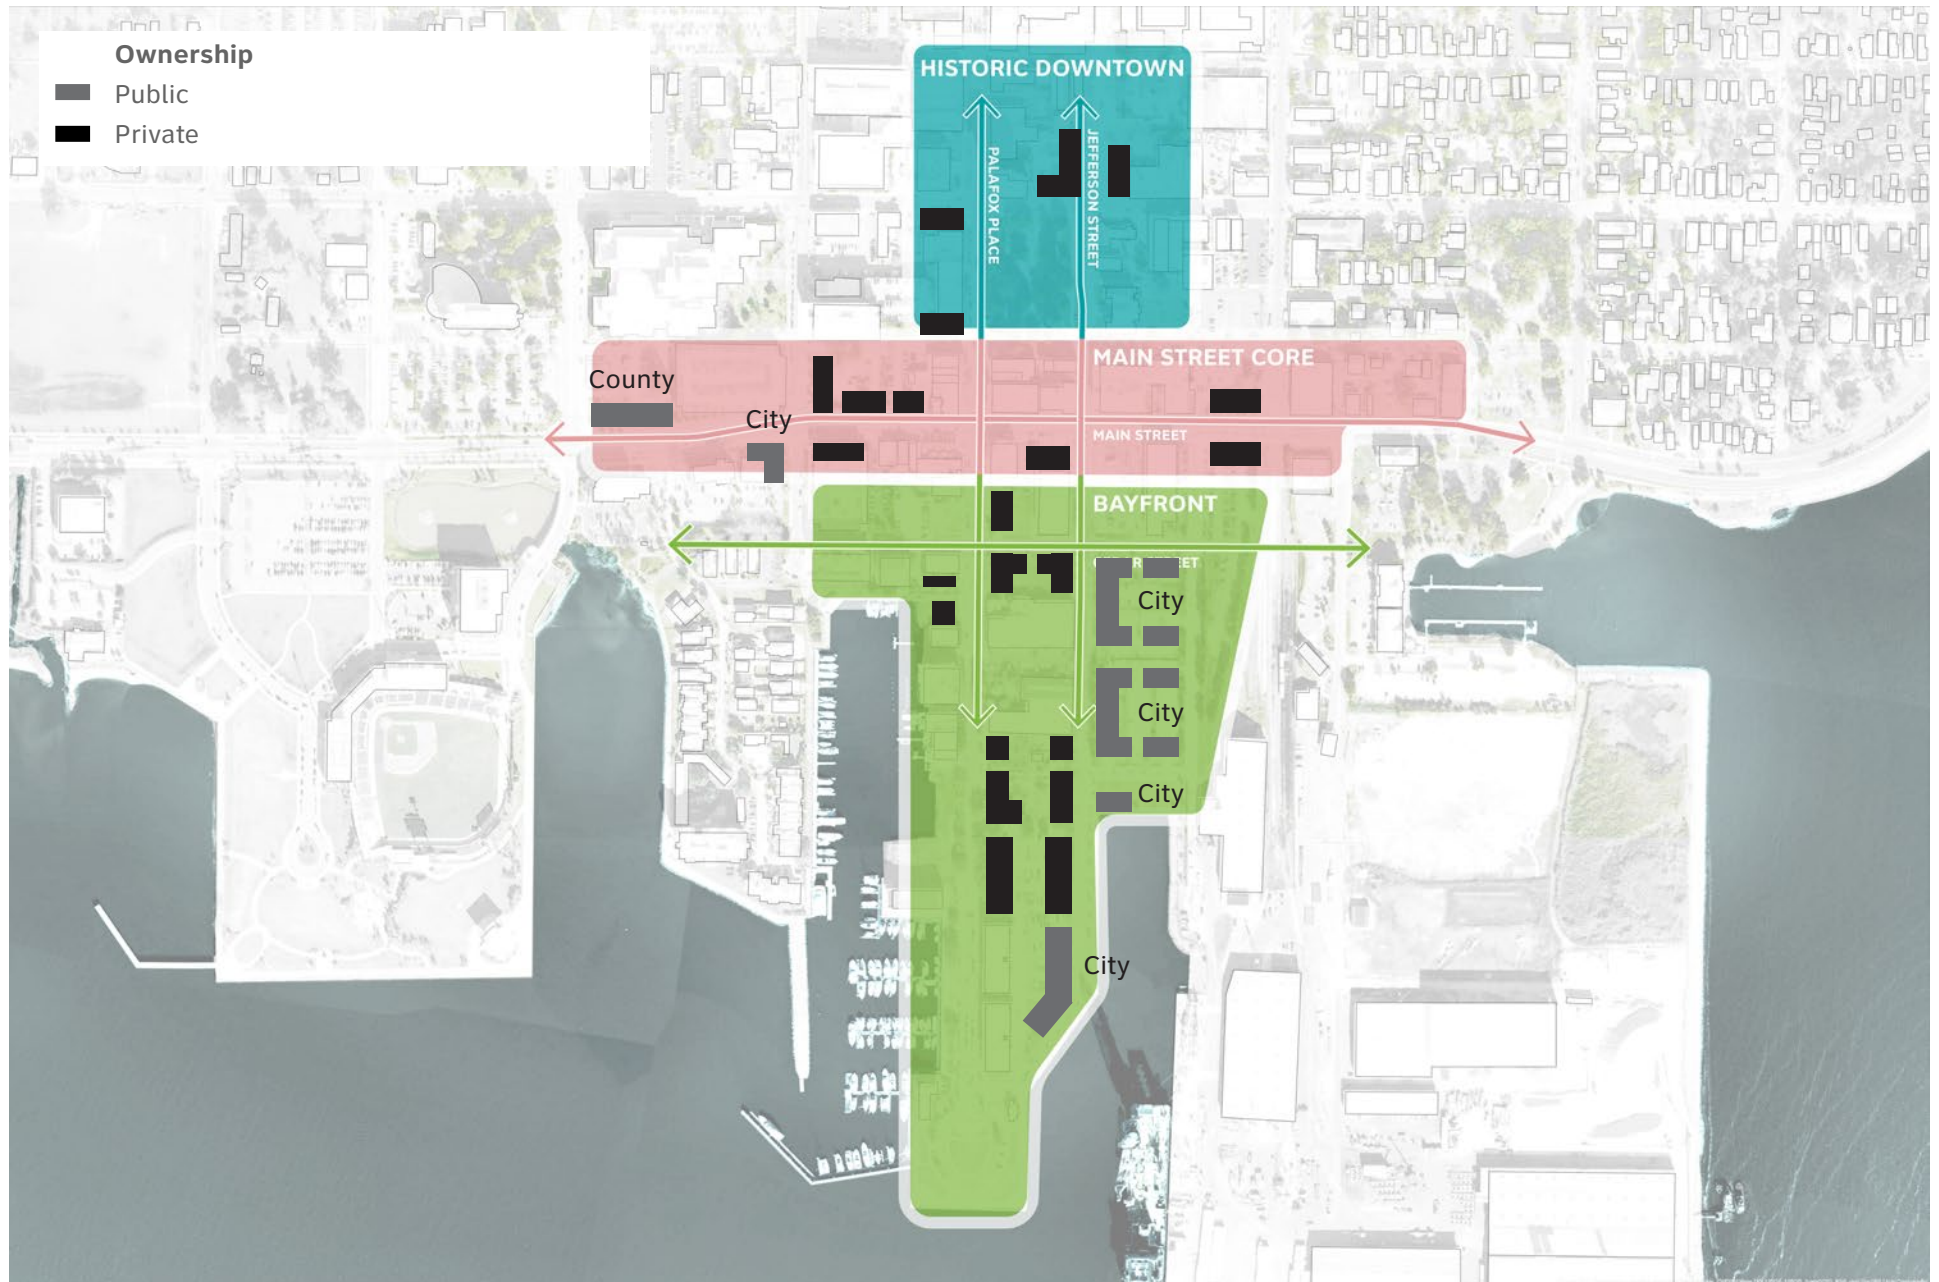 Ownership
Public
Private
HISTORIC DOWNTOWN
PALAFOX PLACE
JEFFERSON STREET
MAIN STREET CORE
County
City
MAIN STREET
BAYFRONT
City
City
City
City